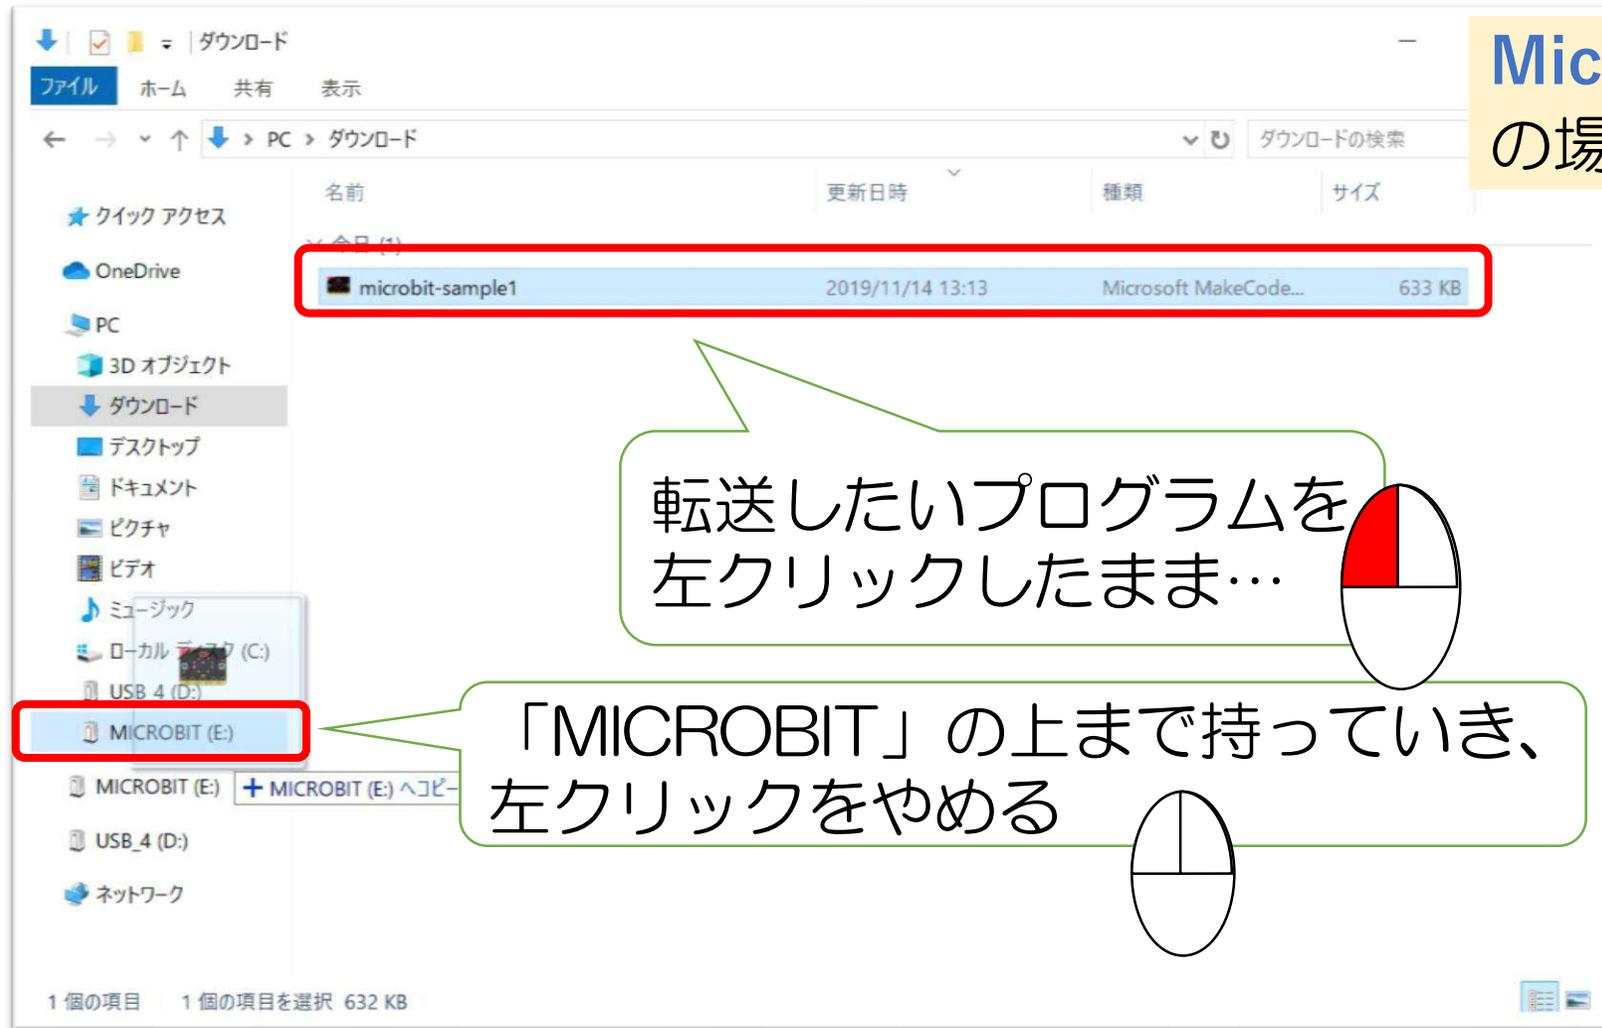 ダウンロード
Mic
ファイル ホーム 共有 表示
PC > ダウンロード ダウンロードの検索
の場
名前 更新日時 種類 サイズ
クイック アクセス
今日 (1)
OneDrive
microbit-sample1 2019/11/14 13:13 Microsoft MakeCode... 633 KB
PC
3D オブジェクト
ダウンロード
デスクトップ
ドキュメント
ピクチャ
ビデオ
ミュージック
ローカル ディスク (C:)
USB_4 (D:)
MICROBIT (E:)
転送したいプログラムを
左クリックしたまま…
「MICROBIT」の上まで持っていき、
左クリックをやめる
MICROBIT (E:)
+ MICROBIT (E:) へコピー
USB_4 (D:)
ネットワーク
1 個の項目 1 個の項目を選択 632 KB